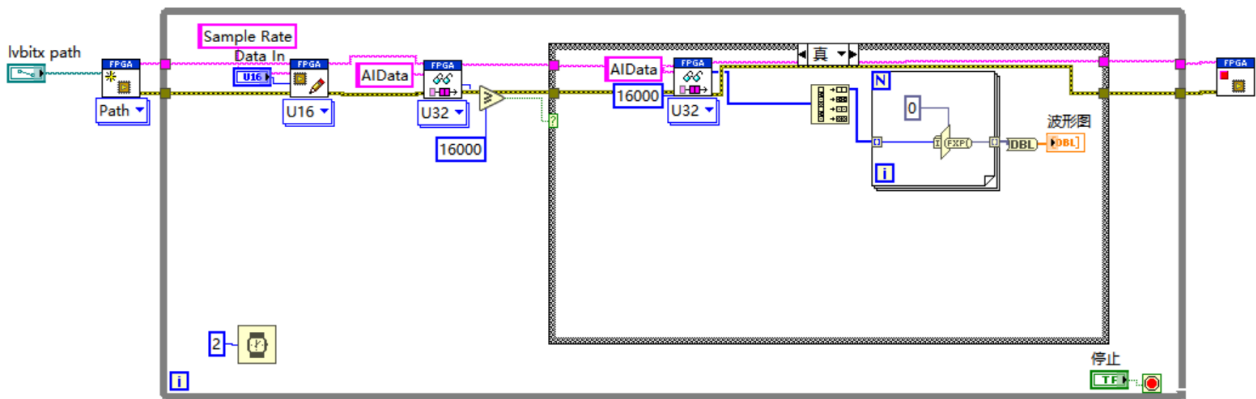 lvbitx path
FPGA
Path
Sample Rate
Data In
U16
FPGA
U16
AIData
FPGA
U32
16000
真
?
AIData
16000
FPGA
U32
N
0
FXP
i
DBL
波形图
DBL
FPGA
2
i
停止
TF